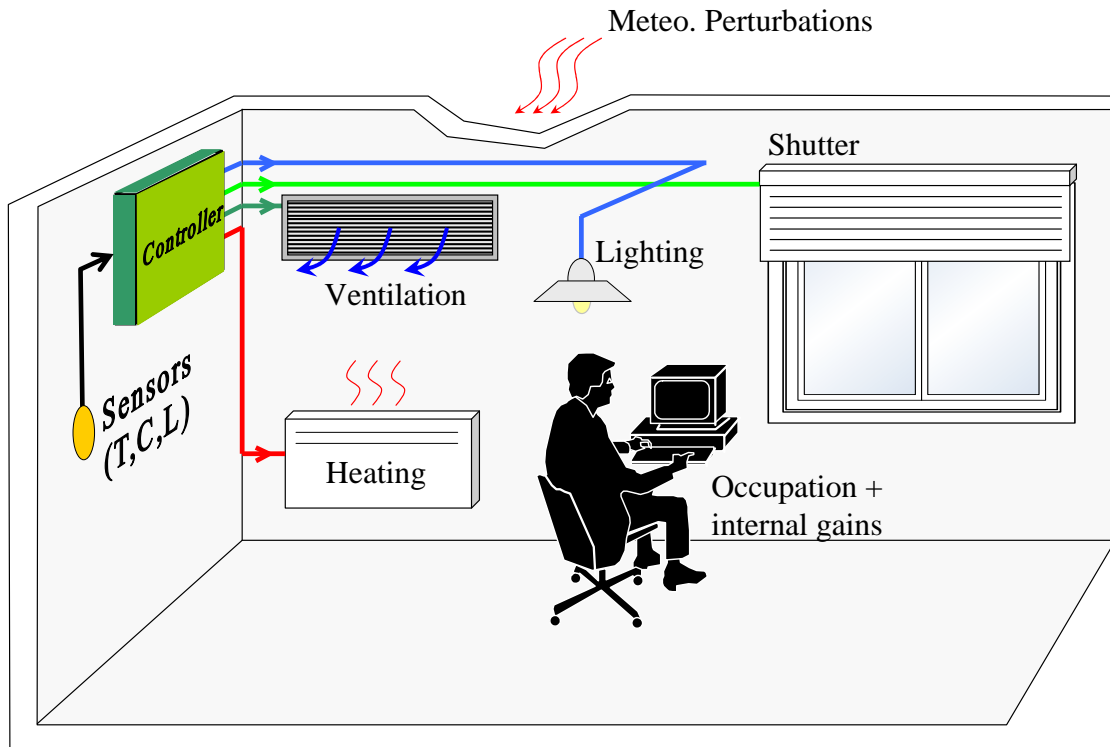 Meteo. Perturbations
Shutter
Controller
Lighting
Ventilation
Sensors
(T,C,L)
Heating
Occupation +
internal gains